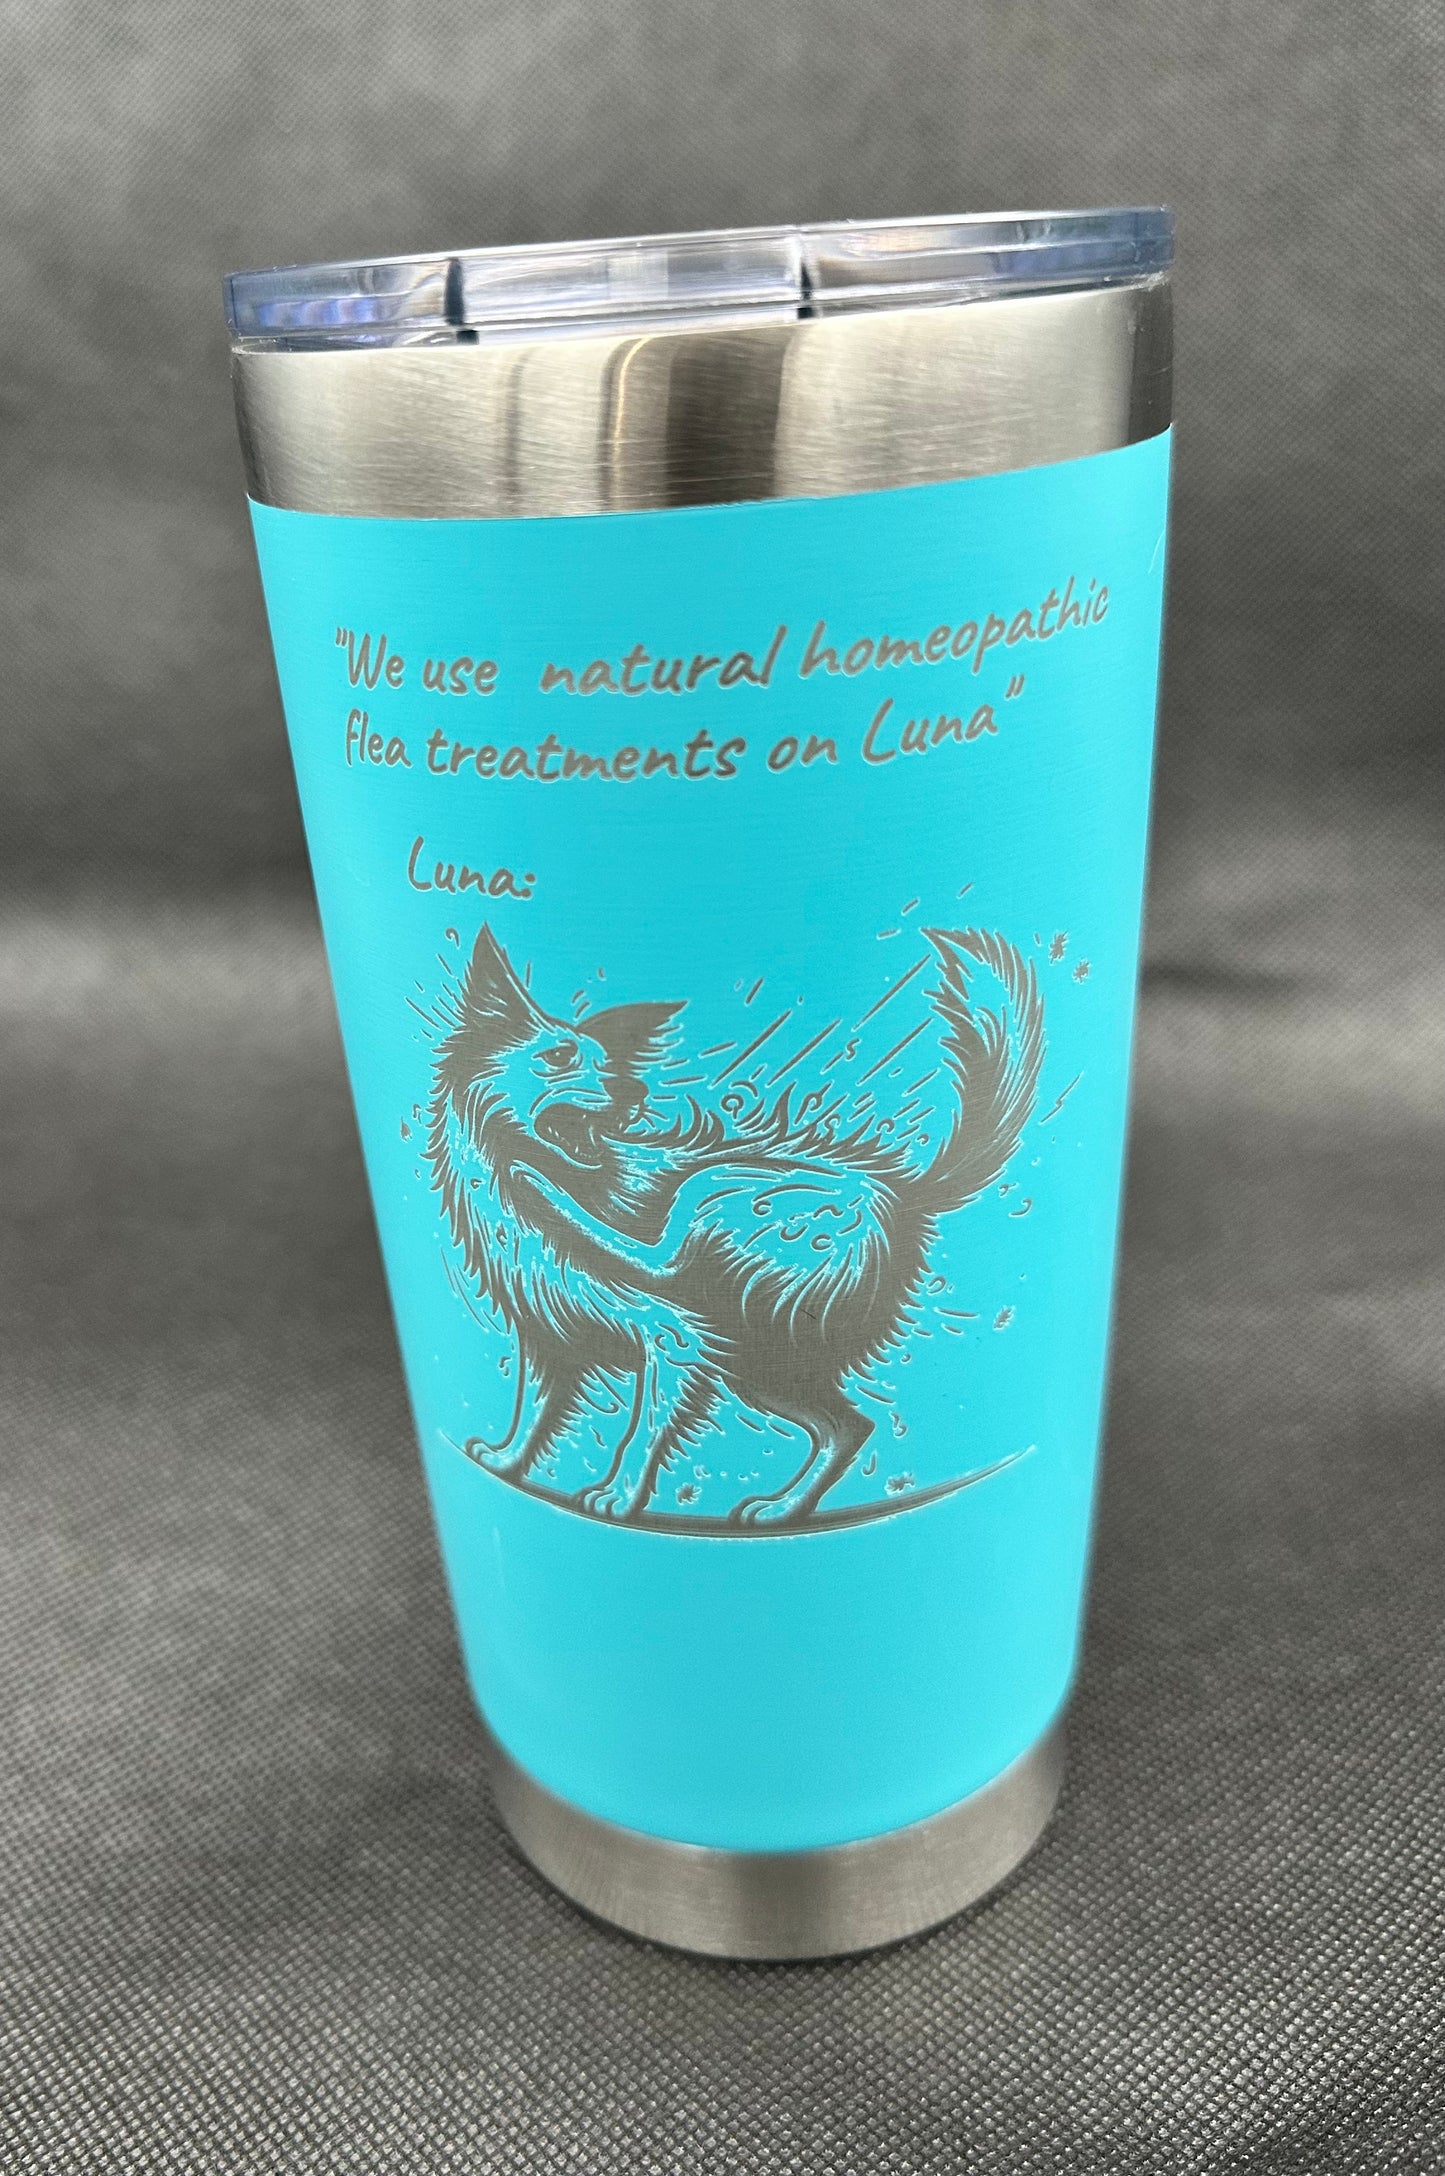 "We use natural homeopathic
flea treatments on Luna"
Luna: